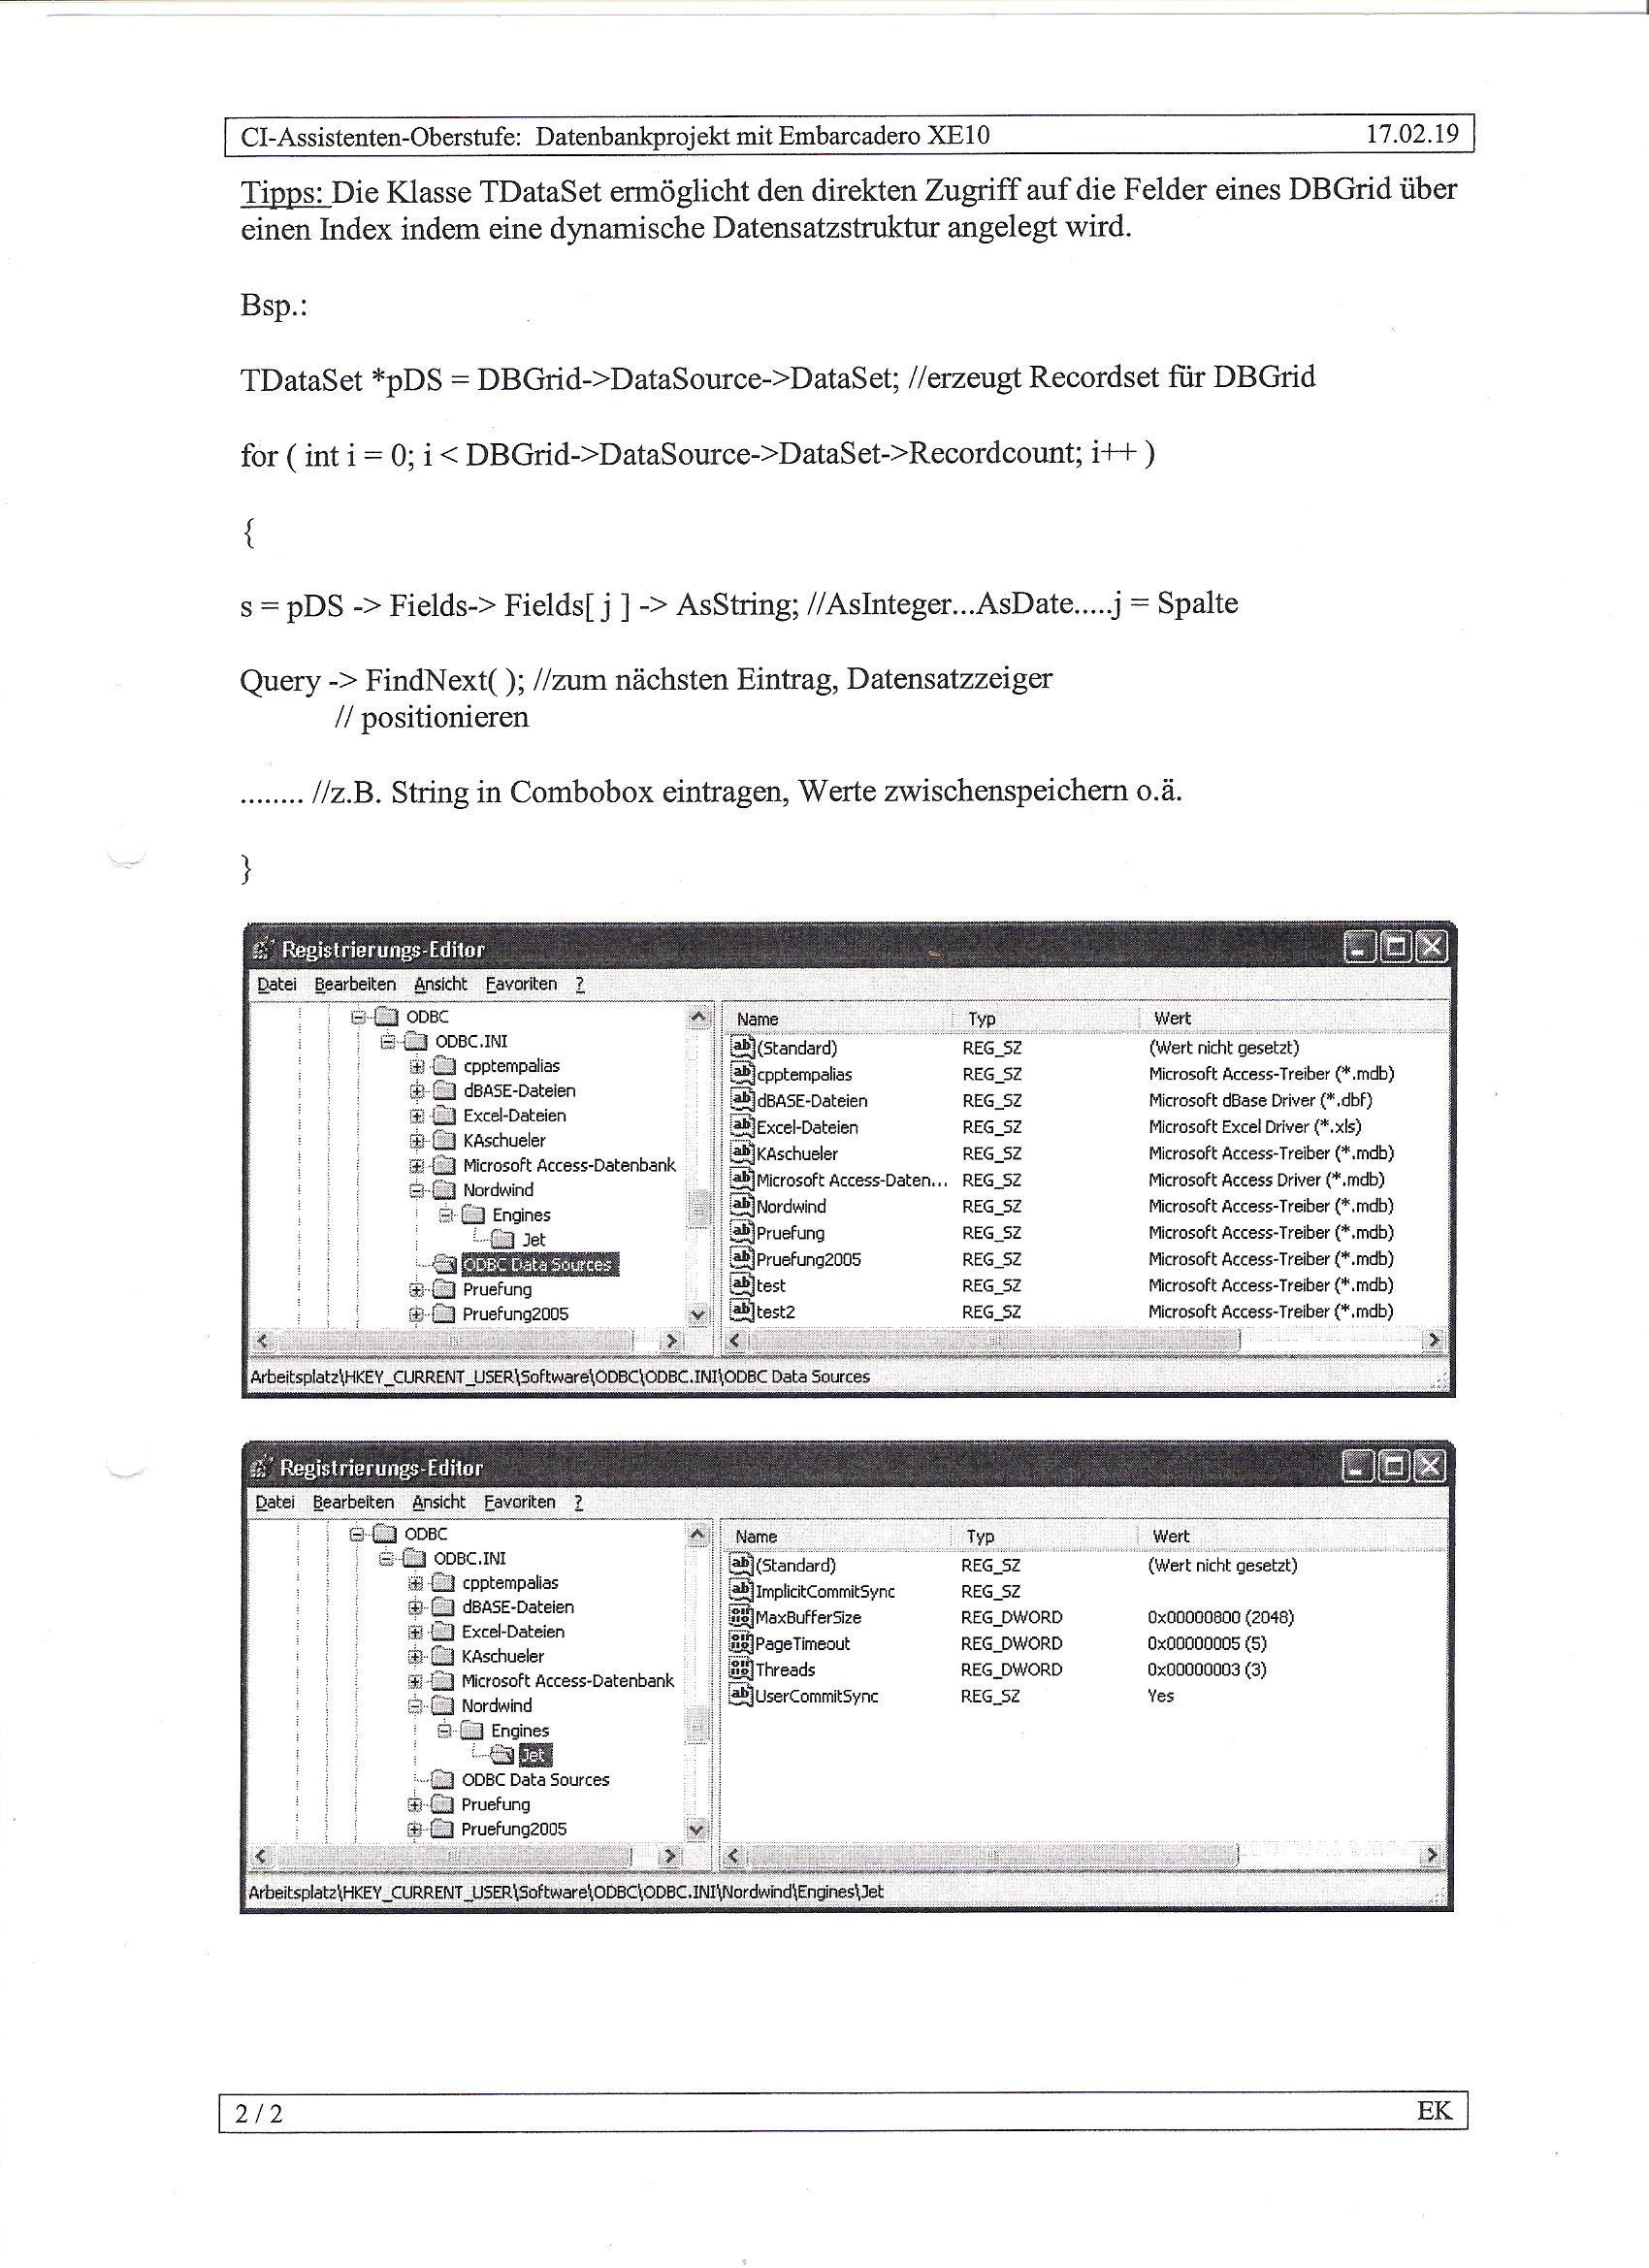 CI-Assistenten-Oberstufe: Datenbankprojekt mit Embarcadero XE10 17.02.19
Tipps: Die Klasse TDataSet ermöglicht den direkten Zugriff auf die Felder eines DBGrid über
einen Index indem eine dynamische Datensatzstruktur angelegt wird.
Bsp.:
TDataSet *pDS = DBGrid->DataSource->DataSet; //erzeugt Recordset für DBGrid
for ( int i = 0; i < DBGrid->DataSource->DataSet->Recordcount; i++ )
{
s = pDS -> Fields-> Fields[ j ] -> AsString; //AsInteger...AsDate.....j = Spalte
Query -> FindNext( ); //zum nächsten Eintrag, Datensatzzeiger
// positionieren
........ //z.B. String in Combobox eintragen, Werte zwischenspeichern o.ä.
}
Registrierungs-Editor
Datei Bearbeiten Ansicht Favoriten ?
ODBC
ODBC.INI
cpptempalias
dBASE-Dateien
Excel-Dateien
KAschueler
Microsoft Access-Datenbank
Nordwind
Engines
Jet
ODBC Data Sources
Pruefung
Pruefung2005
Name Typ Wert
(Standard) REG_SZ (Wert nicht gesetzt)
cpptempalias REG_SZ Microsoft Access-Treiber (*.mdb)
dBASE-Dateien REG_SZ Microsoft dBase Driver (*.dbf)
Excel-Dateien REG_SZ Microsoft Excel Driver (*.xls)
KAschueler REG_SZ Microsoft Access-Treiber (*.mdb)
Microsoft Access-Daten... REG_SZ Microsoft Access Driver (*.mdb)
Nordwind REG_SZ Microsoft Access-Treiber (*.mdb)
Pruefung REG_SZ Microsoft Access-Treiber (*.mdb)
Pruefung2005 REG_SZ Microsoft Access-Treiber (*.mdb)
test REG_SZ Microsoft Access-Treiber (*.mdb)
test2 REG_SZ Microsoft Access-Treiber (*.mdb)
Arbeitsplatz\HKEY_CURRENT_USER\Software\ODBC\ODBC.INI\ODBC Data Sources
Registrierungs-Editor
Datei Bearbeiten Ansicht Favoriten ?
ODBC
ODBC.INI
cpptempalias
dBASE-Dateien
Excel-Dateien
KAschueler
Microsoft Access-Datenbank
Nordwind
Engines
Jet
ODBC Data Sources
Pruefung
Pruefung2005
Name Typ Wert
(Standard) REG_SZ (Wert nicht gesetzt)
ImplicitCommitSync REG_SZ
MaxBufferSize REG_DWORD 0x00000800 (2048)
PageTimeout REG_DWORD 0x00000005 (5)
Threads REG_DWORD 0x00000003 (3)
UserCommitSync REG_SZ Yes
Arbeitsplatz\HKEY_CURRENT_USER\Software\ODBC\ODBC.INI\Nordwind\Engines\Jet
2 / 2 EK